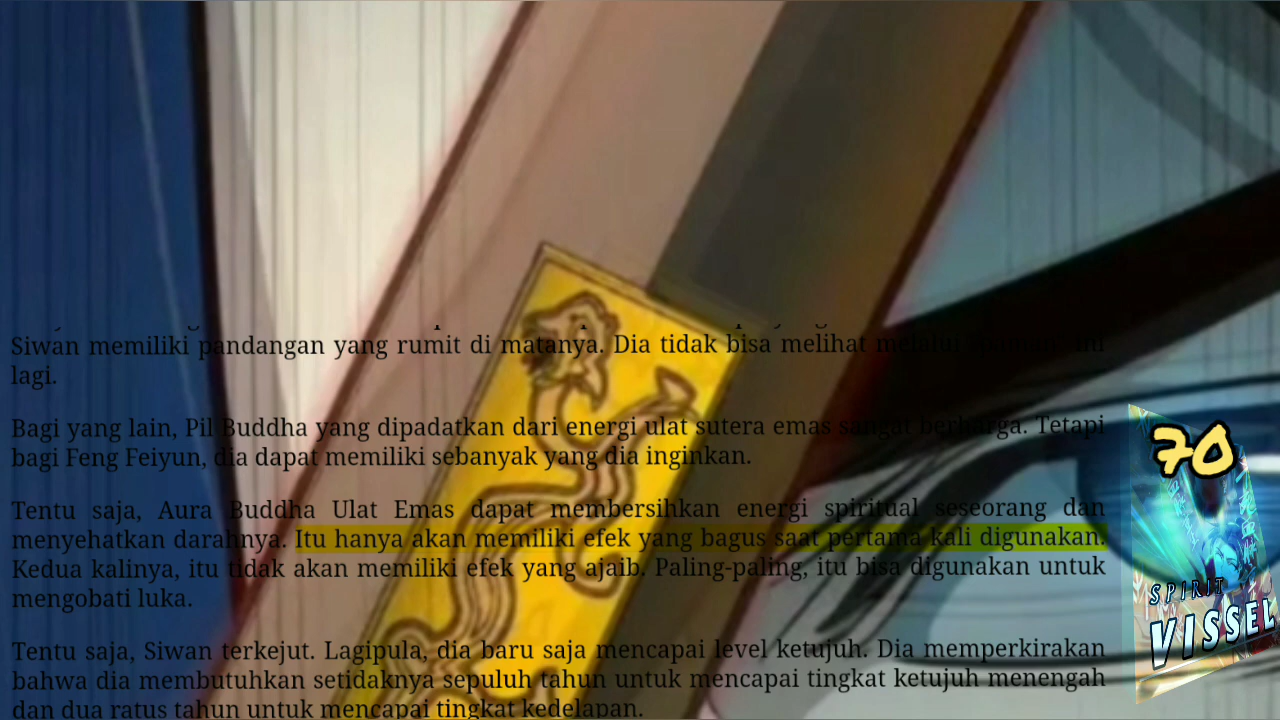 Siwan memiliki pandangan yang rumit di matanya. Dia tidak bisa melihat melalui
lagi.
Bagi yang lain, Pil Buddha yang dipadatkan dari energi ulat sutera emas sangat berharga. Tetapi
bagi Feng Feiyun, dia dapat memiliki sebanyak yang dia inginkan.
Tentu saja, Aura Buddha Ulat Emas dapat membersihkan energi spiritual seseorang dan
menyehatkan darahnya. Itu hanya akan memiliki efek yang bagus saat pertama kali digunakan.
Kedua kalinya, itu tidak akan memiliki efek yang ajaib. Paling-paling, itu bisa digunakan untuk
mengobati luka.
Tentu saja, Siwan terkejut. Lagipula, dia baru saja mencapai level ketujuh. Dia memperkirakan
bahwa dia membutuhkan setidaknya sepuluh tahun untuk mencapai tingkat ketujuh menengah
dan dua ratus tahun untuk mencapai tingkat kedelapan.
70
SPIRIT
VISSEL